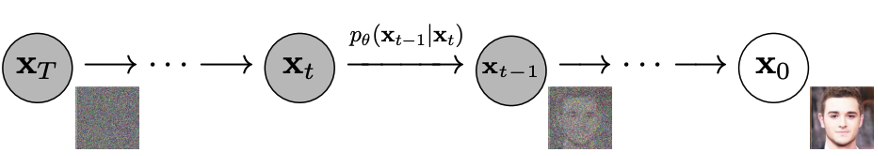 p_θ(x_{t−1}|x_t)
x_T → ··· → x_t → x_{t−1} → ··· → x_0